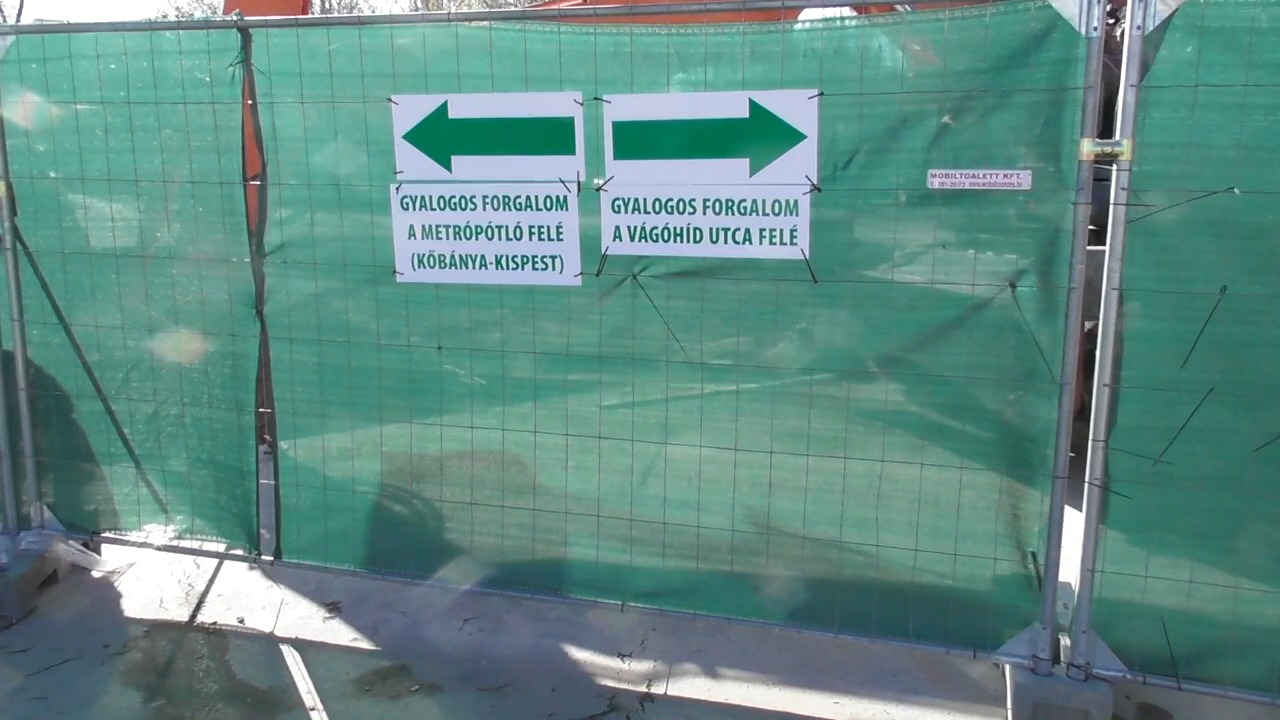 GYALOGOS FORGALOM
A METRÓPÓTLÓ FELÉ
(KŐBÁNYA-KISPEST)
GYALOGOS FORGALOM
A VÁGÓHÍD UTCA FELÉ
MOBILTOALETT KFT.